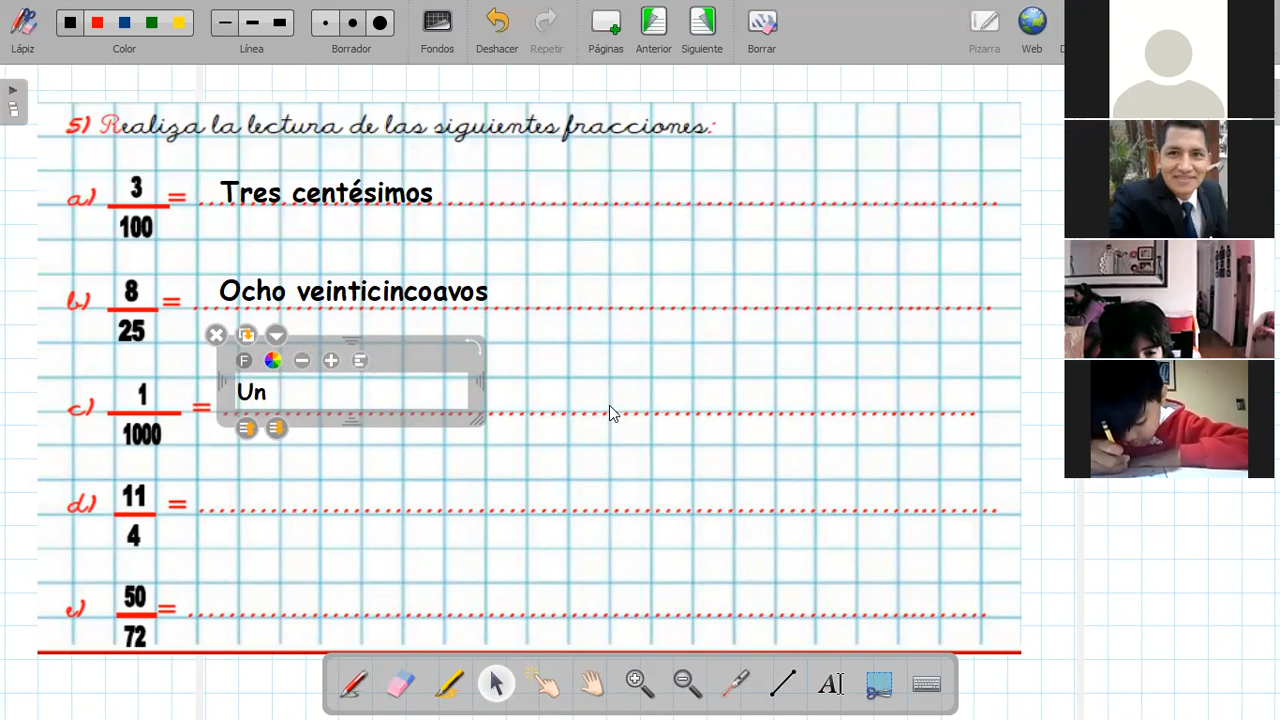 Lápiz
Color
Línea
Borrador
Fondos
Deshacer
Repetir
Páginas
Anterior
Siguiente
Borrar
Pizarra
Web
5) Realiza la lectura de las siguientes fracciones:
a) 3/100 = Tres centésimos
b) 8/25 = Ocho veinticincoavos
F
c) 1/1000 = Un
d) 11/4 =
e) 50/72 =